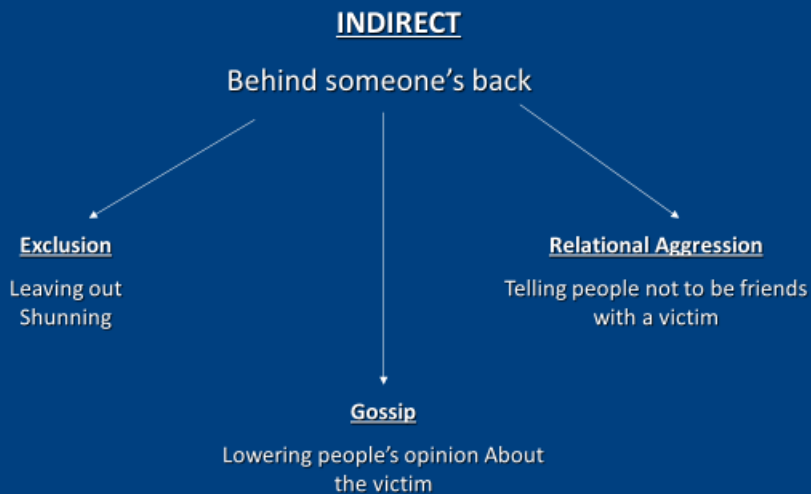 INDIRECT
Behind someone's back
Exclusion
Leaving out
Shunning
Relational Aggression
Telling people not to be friends
with a victim
Gossip
Lowering people's opinion About
the victim